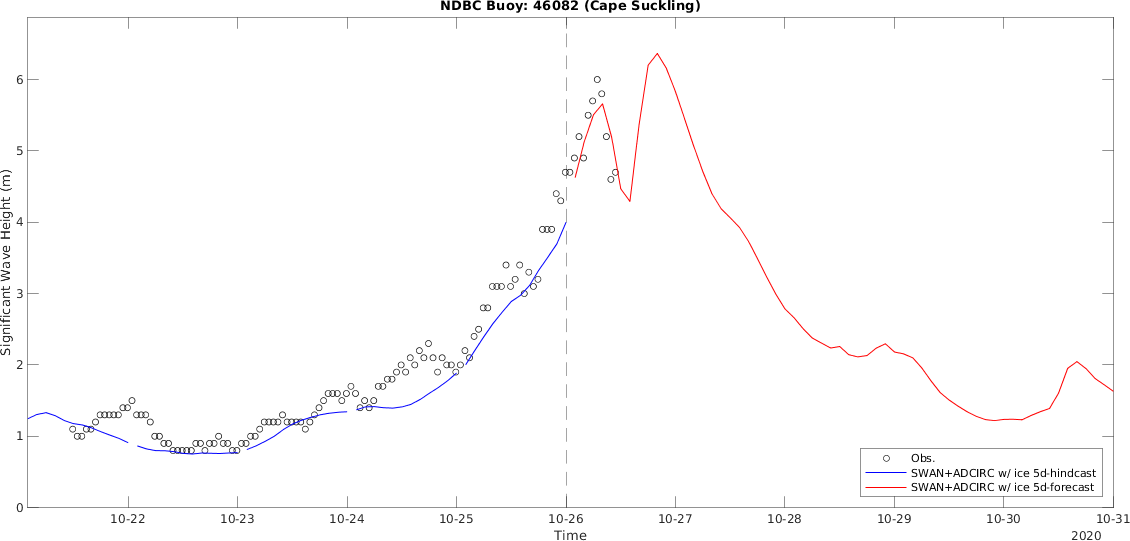 NDBC Buoy: 46082 (Cape Suckling)
Significant Wave Height (m)
6
5
4
3
2
1
0
Obs.
SWAN+ADCIRC w/ ice 5d-hindcast
SWAN+ADCIRC w/ ice 5d-forecast
10-22 10-23 10-24 10-25 10-26 10-27 10-28 10-29 10-30 10-31
Time
2020